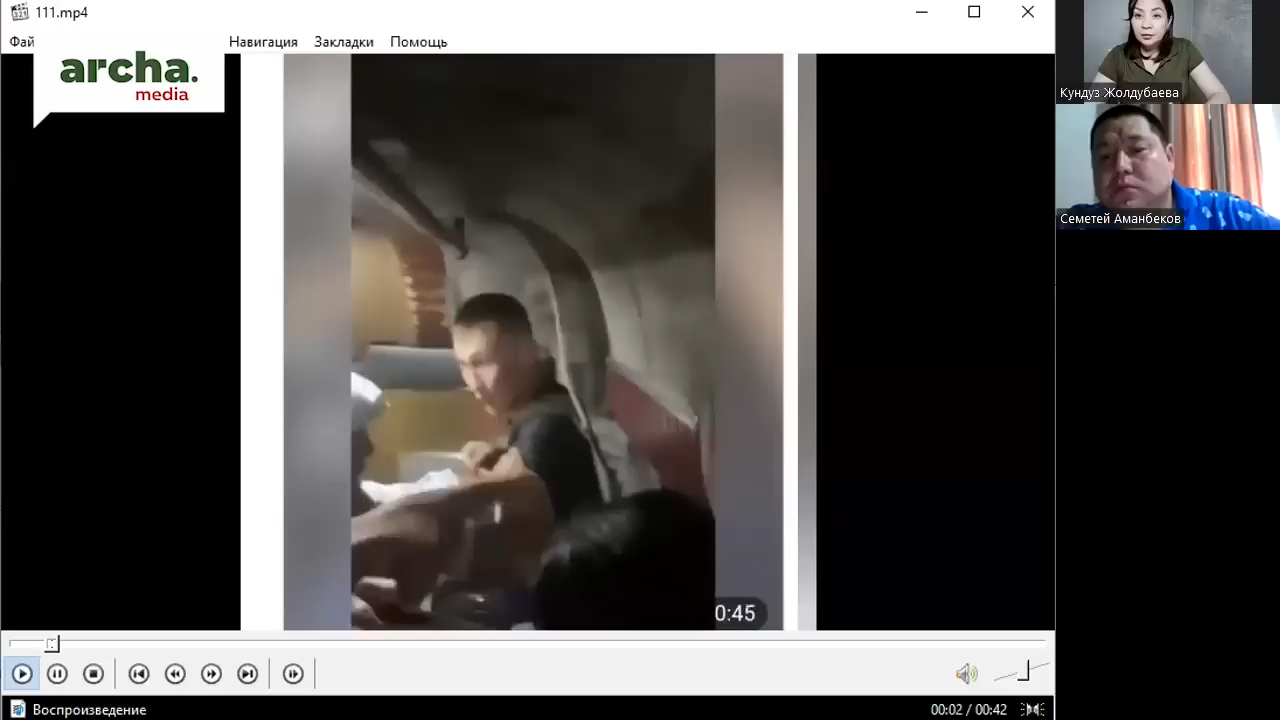 111.mp4
Фай
Навигация
Закладки
Помощь
archa.
media
Кундуз Жолдубаева
Семетей Аманбеков
0:45
Воспроизведение
00:02 / 00:42